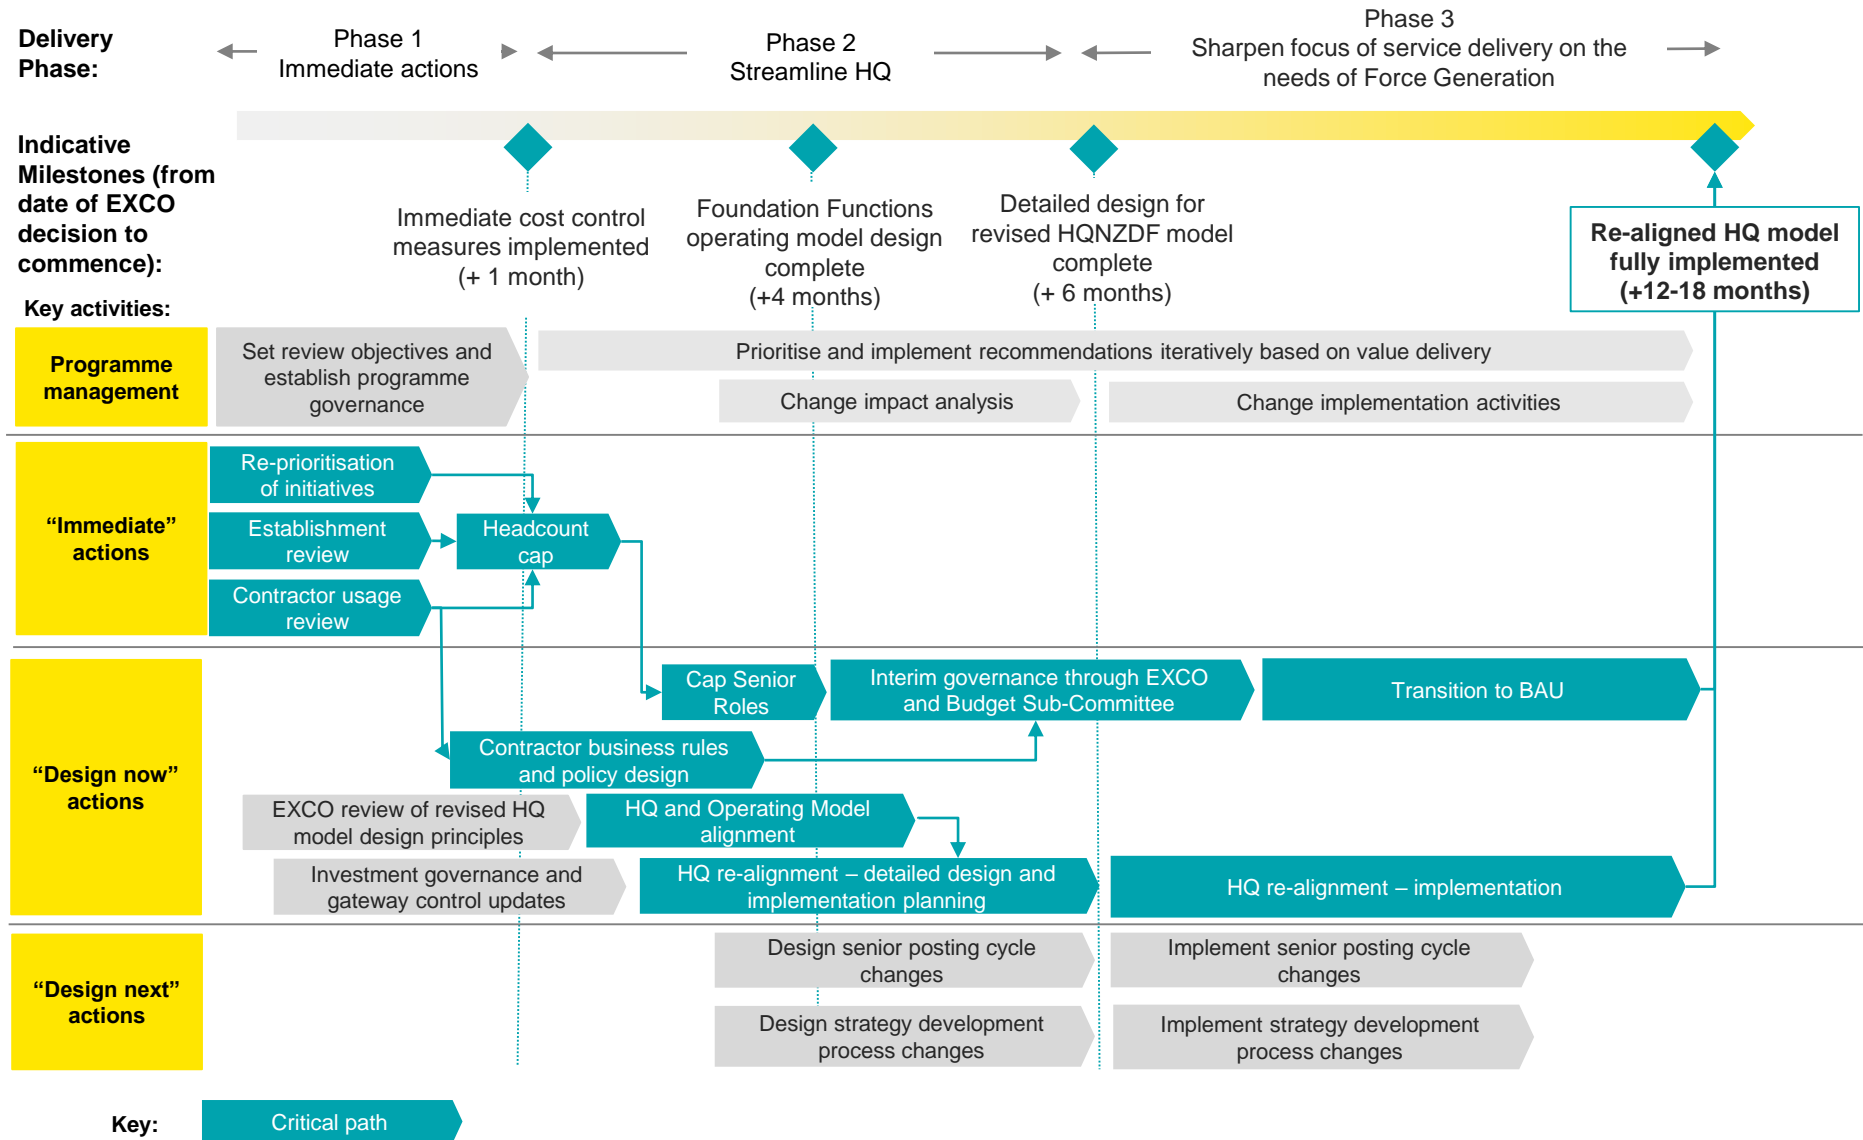 Delivery
Phase:
Phase 1
Immediate actions
Phase 2
Streamline HQ
Phase 3
Sharpen focus of service delivery on the
needs of Force Generation
Indicative
Milestones (from
date of EXCO
decision to
commence):
Immediate cost control
measures implemented
(+ 1 month)
Foundation Functions
operating model design
complete
(+4 months)
Detailed design for
revised HQNZDF model
complete
(+ 6 months)
Re-aligned HQ model
fully implemented
(+12-18 months)
Key activities:
Programme
management
Set review objectives and
establish programme
governance
Prioritise and implement recommendations iteratively based on value delivery
Change impact analysis
Change implementation activities
“Immediate”
actions
Re-prioritisation
of initiatives
Establishment
review
Contractor usage
review
Headcount
cap
“Design now”
actions
Cap Senior
Roles
Interim governance through EXCO
and Budget Sub-Committee
Transition to BAU
Contractor business rules
and policy design
EXCO review of revised HQ
model design principles
HQ and Operating Model
alignment
Investment governance and
gateway control updates
HQ re-alignment – detailed design and
implementation planning
HQ re-alignment – implementation
“Design next”
actions
Design senior posting cycle
changes
Implement senior posting cycle
changes
Design strategy development
process changes
Implement strategy development
process changes
Key:
Critical path